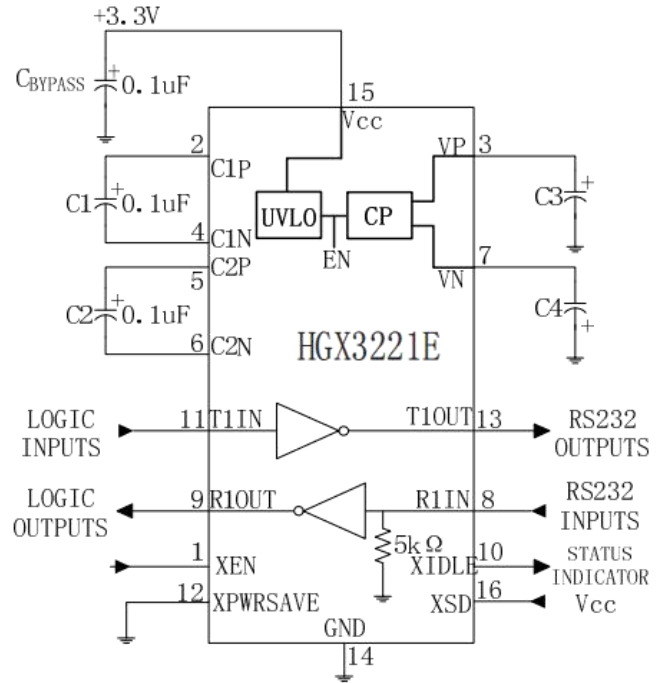 +3.3V
CBYPASS
+
0.1uF
15
Vcc
2
C1P
VP
3
C1
+
0.1uF
UVLO
CP
C3
+
4
C1N
EN
7
C2P
VN
5
C2
+
0.1uF
C4
+
6
C2N
HGX3221E
LOGIC
INPUTS
11
T1IN
T1OUT
13
RS232
OUTPUTS
LOGIC
OUTPUTS
9
R1OUT
R1IN
8
RS232
INPUTS
5kΩ
1
XEN
XIDLE
10
STATUS
INDICATOR
12
XPWRSAVE
XSD
16
Vcc
GND
14